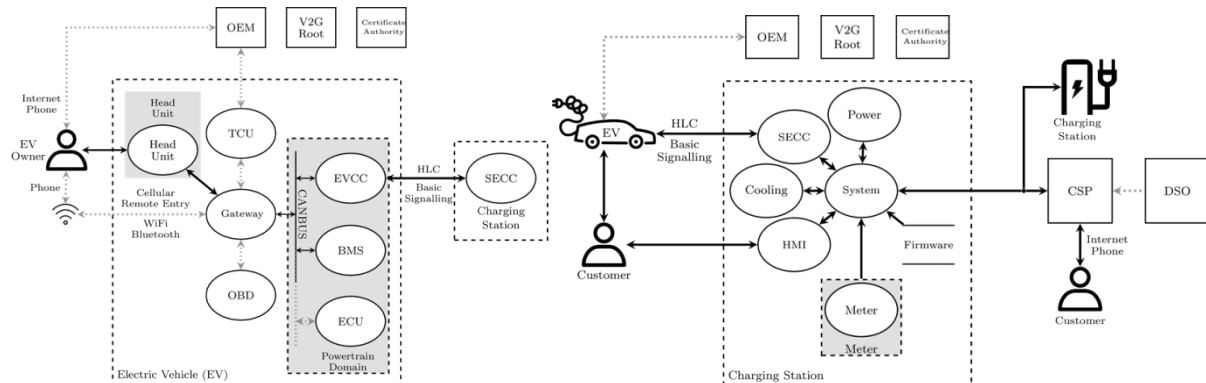 OEM
V2G
Root
Certificate
Authority
Internet
Phone
Head
Unit
Head
Unit
TCU
EV
Owner
Phone
Cellular
Remote Entry
WiFi
Bluetooth
Gateway
CANBUS
EVCC
BMS
ECU
OBD
Powertrain
Domain
HLC
Basic
Signalling
SECC
Charging
Station
Electric Vehicle (EV)
OEM
V2G
Root
Certificate
Authority
EV
HLC
Basic
Signalling
SECC
Power
Cooling
System
HMI
Firmware
Meter
Meter
Customer
Charging Station
Charging
Station
CSP
DSO
Internet
Phone
Customer